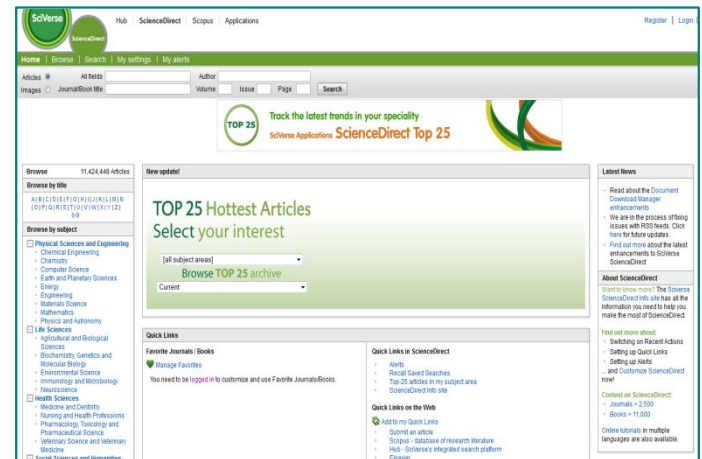 SciVerse
ScienceDirect
Hub | ScienceDirect | Scopus | Applications
Register | Login
Home | Browse | Search | My settings | My alerts
Articles All fields Author
Images Journal/Book title Volume Issue Page Search
TOP 25
Track the latest trends in your speciality
SciVerse Applications ScienceDirect Top 25
Browse 11,424,448 Articles
Browse by title
A|B|C|D|E|F|G|H|I|J|K|L|M|N
|O|P|Q|R|S|T|U|V|W|X|Y|Z|
0-9
Browse by subject
Physical Sciences and Engineering
Chemical Engineering
Chemistry
Computer Science
Earth and Planetary Sciences
Energy
Engineering
Materials Science
Mathematics
Physics and Astronomy
Life Sciences
Agricultural and Biological
Sciences
Biochemistry, Genetics and
Molecular Biology
Environmental Science
Immunology and Microbiology
Neuroscience
Health Sciences
Medicine and Dentistry
Nursing and Health Professions
Pharmacology, Toxicology and
Pharmaceutical Science
Veterinary Science and Veterinary
Medicine
Social Sciences and Humanities
New update!
TOP 25 Hottest Articles
Select your interest
[all subject areas]
Browse TOP 25 archive
Current
Quick Links
Favorite Journals / Books
Manage Favorites
You need to be logged in to customize and use Favorite Journals/Books.
Quick Links in ScienceDirect
Alerts
Recall Saved Searches
Top-25 articles in my subject area
ScienceDirect Info site
Quick Links on the Web
Add to my Quick Links
Submit an article
Scopus - database of research literature
Hub - SciVerse's integrated search platform
Elsevier
Latest News
Read about the Document
Download Manager
enhancements
We are in the process of fixing
issues with RSS feeds. Click
here for future updates.
Find out more about the latest
enhancements to SciVerse
ScienceDirect
About ScienceDirect
Want to know more? The Sciverse
ScienceDirect Info site has all the
information you need to help you
make the most of ScienceDirect.
Find out more about:
Switching on Recent Actions
Setting up Quick Links
Setting up Alerts
... and Customize ScienceDirect
now!
Content on ScienceDirect:
Journals > 2,500
Books > 11,000
Online tutorials in multiple
languages are also available.